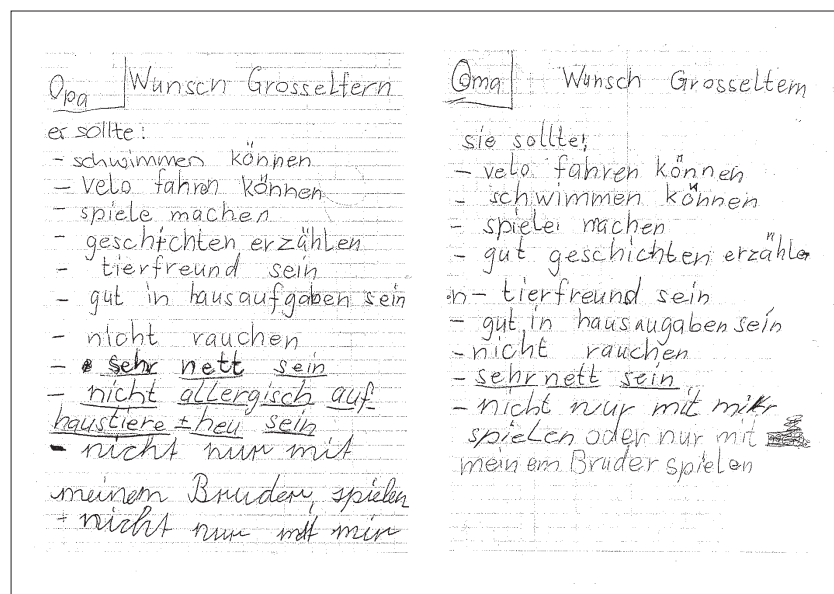 Opa Wunsch Grosseltern
er sollte:
- schwimmen können
- velo fahren können
- spiele machen
- geschichten erzählen
- tierfreund sein
- gut in hausaufgaben sein
- nicht rauchen
- sehr nett sein
- nicht allergisch auf
haustiere + heu sein
- nicht nur mit
meinem Bruder, spielen
- nicht nur mit mir
Oma Wunsch Grosseltern
sie sollte:
- velo fahren können
- schwimmen können
- spiele machen
- gut geschichten erzähle
n- tierfreund sein
- gut in hausaugaben sein
- nicht rauchen
- sehr nett sein
- nicht nur mit mir
spielen oder nur mit
meinem Bruder spielen